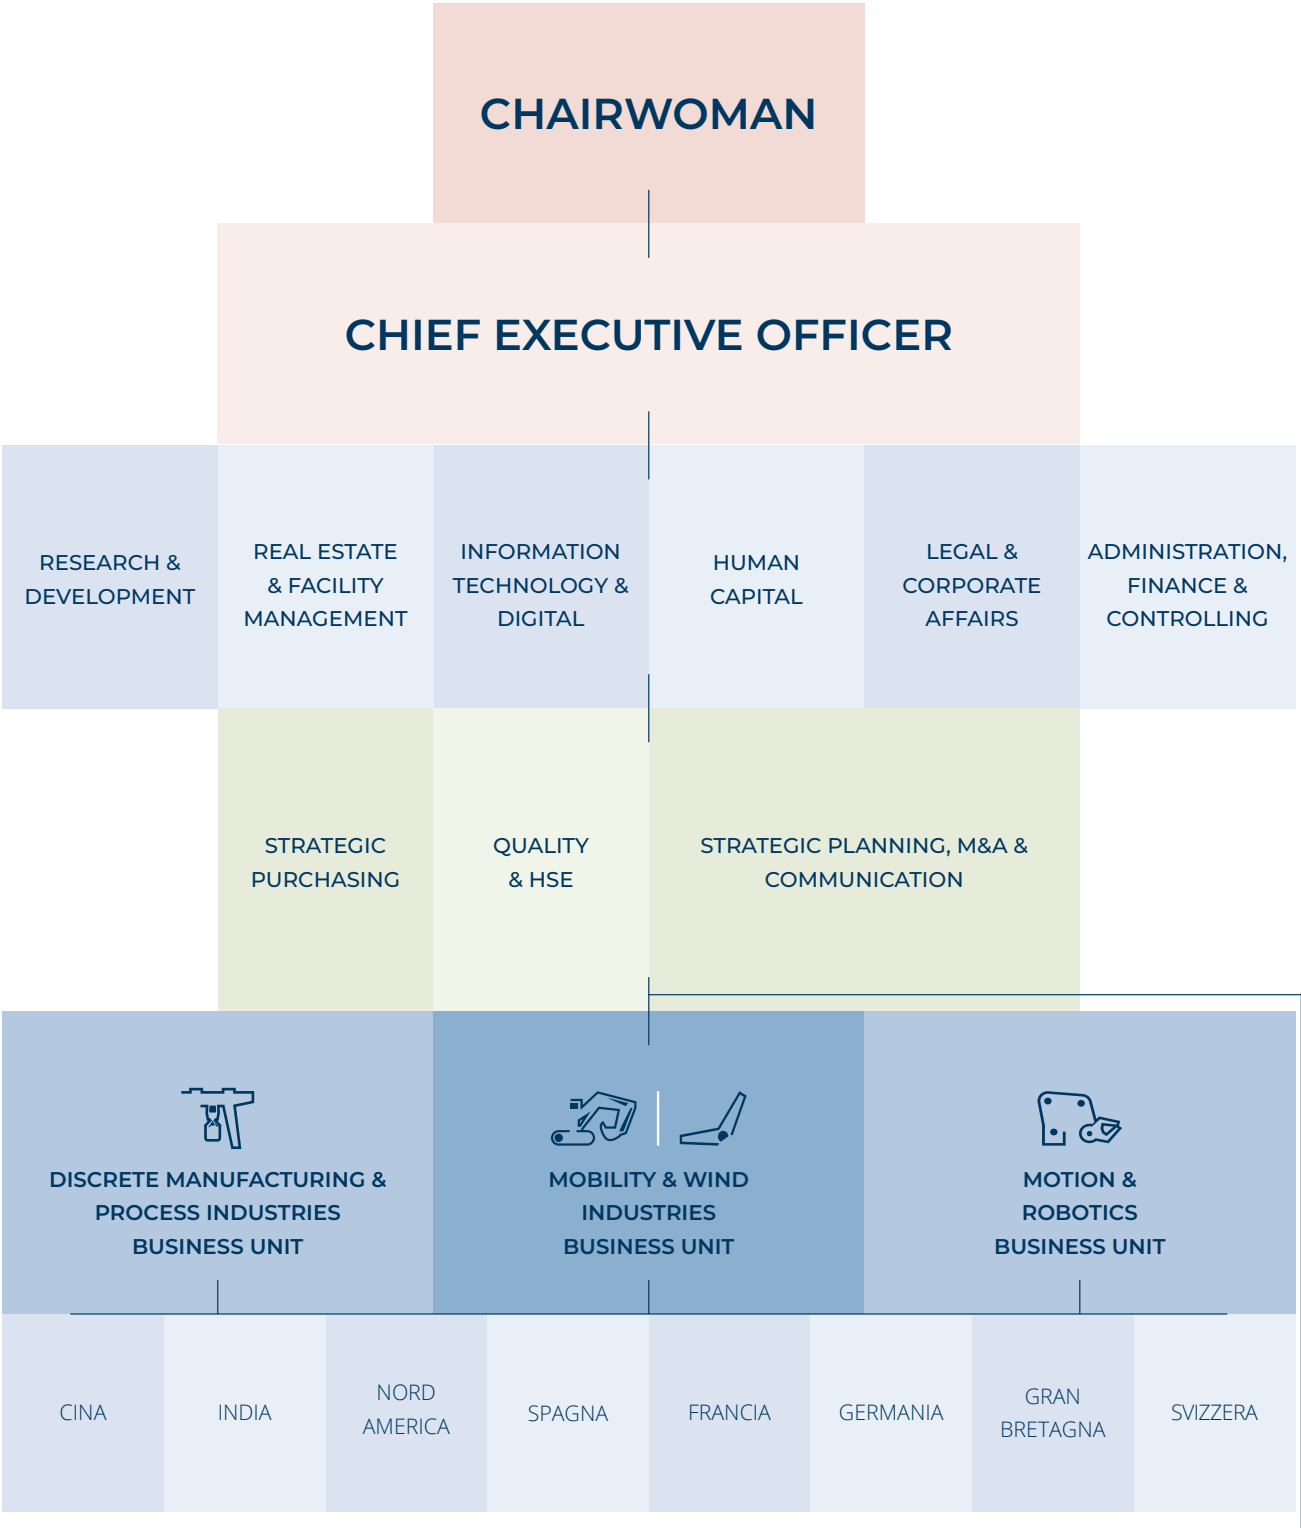 CHAIRWOMAN
CHIEF EXECUTIVE OFFICER
RESEARCH &
DEVELOPMENT
REAL ESTATE
& FACILITY
MANAGEMENT
INFORMATION
TECHNOLOGY &
DIGITAL
HUMAN
CAPITAL
LEGAL &
CORPORATE
AFFAIRS
ADMINISTRATION,
FINANCE &
CONTROLLING
STRATEGIC
PURCHASING
QUALITY
& HSE
STRATEGIC PLANNING, M&A &
COMMUNICATION
DISCRETE MANUFACTURING &
PROCESS INDUSTRIES
BUSINESS UNIT
MOBILITY & WIND
INDUSTRIES
BUSINESS UNIT
MOTION &
ROBOTICS
BUSINESS UNIT
CINA
INDIA
NORD
AMERICA
SPAGNA
FRANCIA
GERMANIA
GRAN
BRETAGNA
SVIZZERA